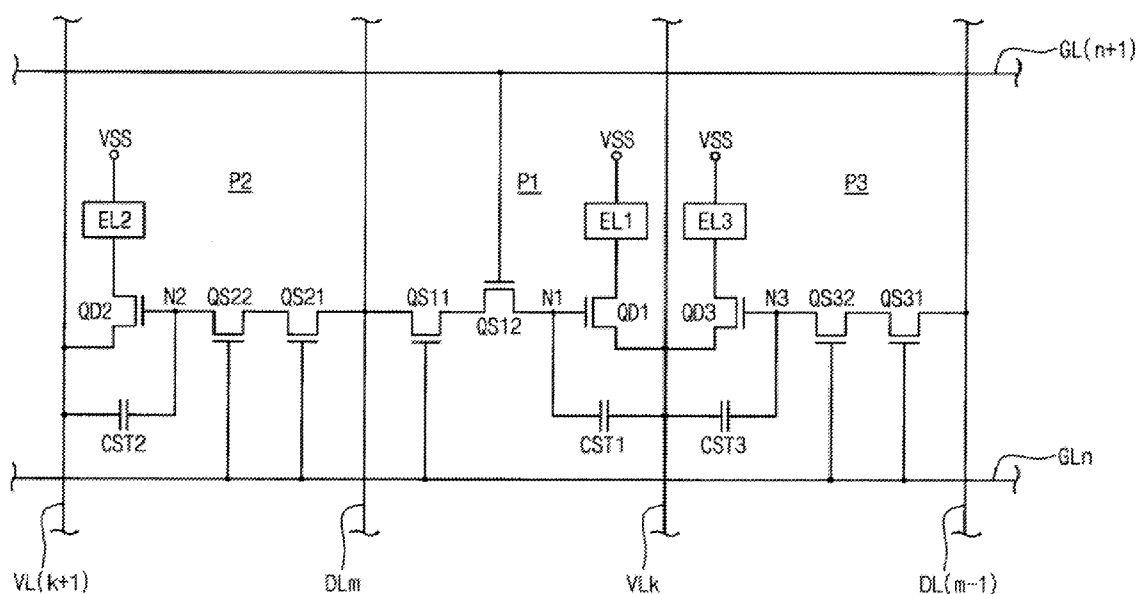 GL(n+1)
VSS
VSS
VSS
P2
P1
P3
EL2
EL1
EL3
QD2
N2
QS22
QS21
QS11
QS12
N1
QD1
QD3
N3
QS32
QS31
CST2
CST1
CST3
GLn
VL(k+1)
DLm
VLk
DL(m-1)